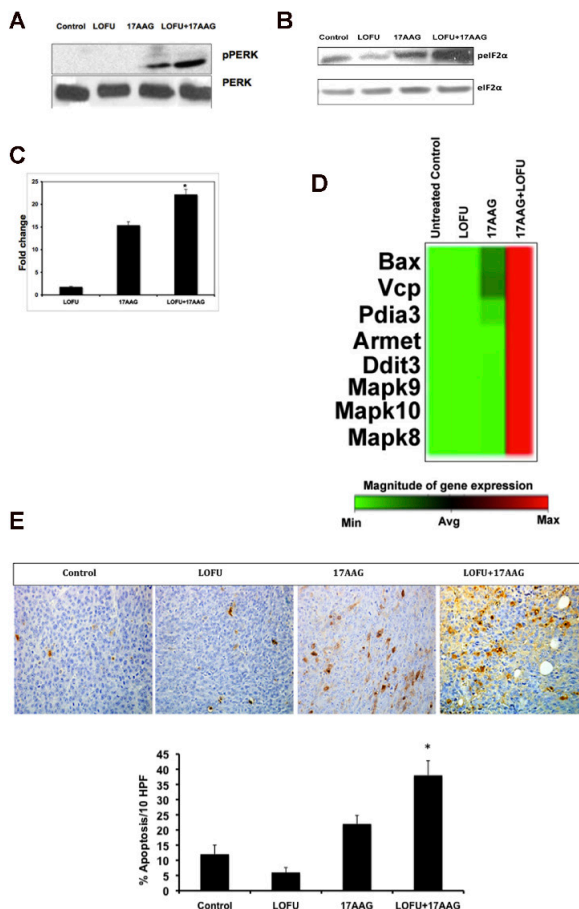 A
Control LOFU 17AAG LOFU+17AAG
pPERK
PERK
B
Control LOFU 17AAG LOFU+17AAG
peIF2α
eIF2α
C
Fold change
25
20
15
10
5
0
LOFU 17AAG LOFU+17AAG
*
D
Untreated Control
LOFU
17AAG
17AAG+LOFU
Bax
Vcp
Pdia3
Armet
Ddit3
Mapk9
Mapk10
Mapk8
Magnitude of gene expression
Min Avg Max
E
Control LOFU 17AAG LOFU+17AAG
% Apoptosis/10 HPF
45
40
35
30
25
20
15
10
5
0
*
Control LOFU 17AAG LOFU+17AAG